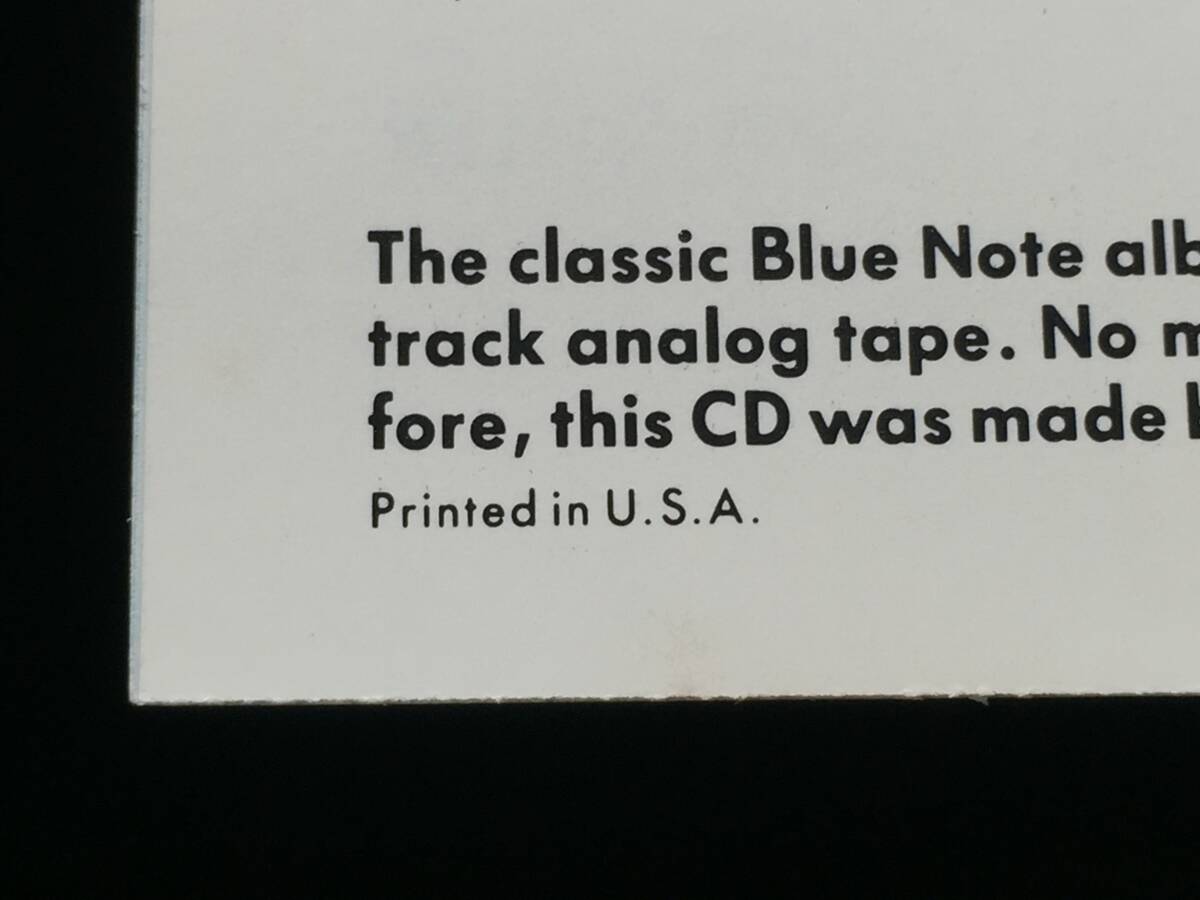 The classic Blue Note alb
track analog tape. No m
fore, this CD was made b
Printed in U.S.A.